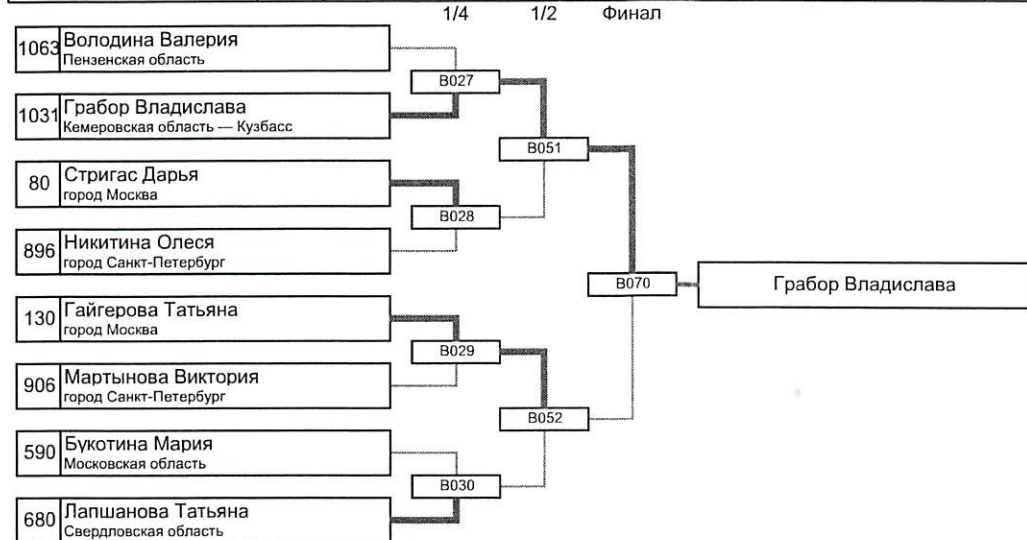 1/4 1/2 Финал
1063 Володина Валерия
Пензенская область
B027
1031 Грабор Владислава
Кемеровская область — Кузбасс
B051
80 Стригас Дарья
город Москва
B028
896 Никитина Олеся
город Санкт-Петербург
B070
Грабор Владислава
130 Гайгерова Татьяна
город Москва
B029
906 Мартынова Виктория
город Санкт-Петербург
B052
590 Букотина Мария
Московская область
B030
680 Лапшанова Татьяна
Свердловская область